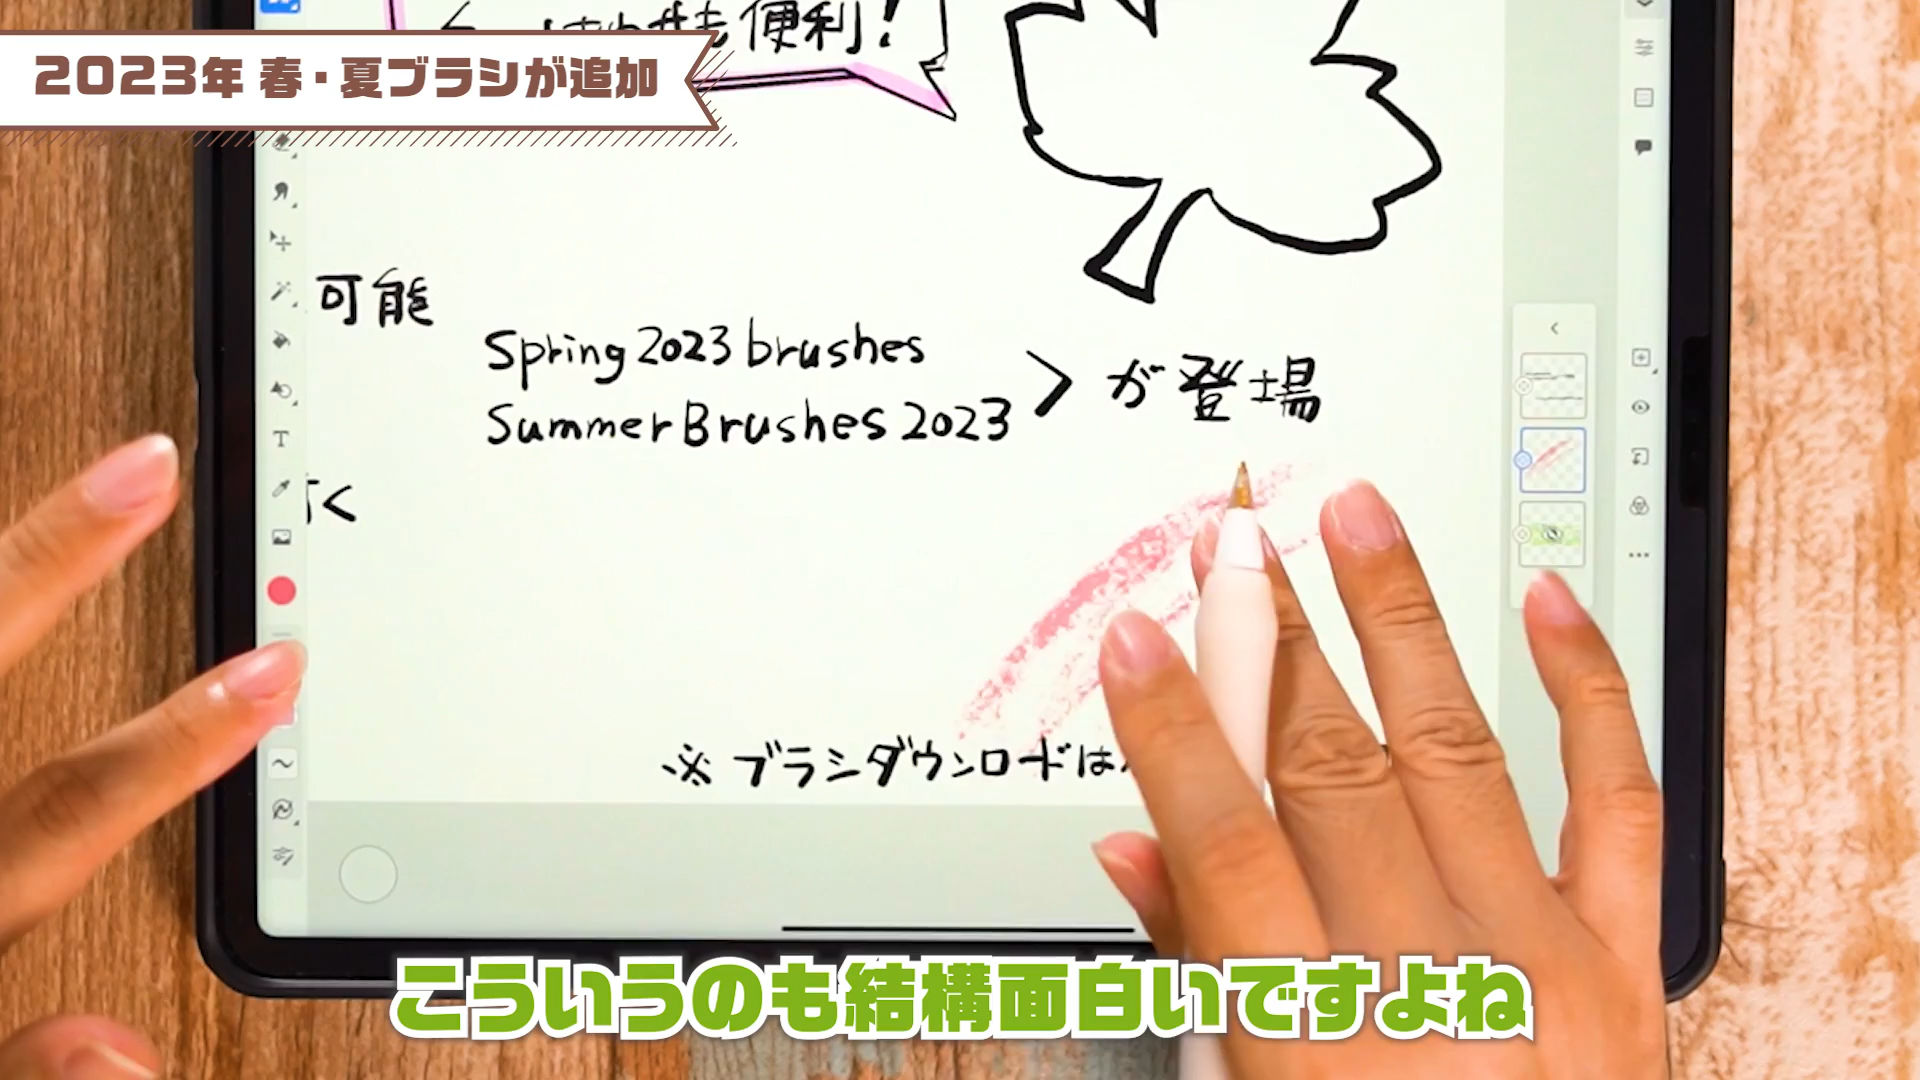 便利!
2023年 春・夏ブラシが追加
可能
Spring 2023 brushes
Summer Brushes 2023
> が登場
く
※ ブラシダウンロードは
こういうのも結構面白いですよね